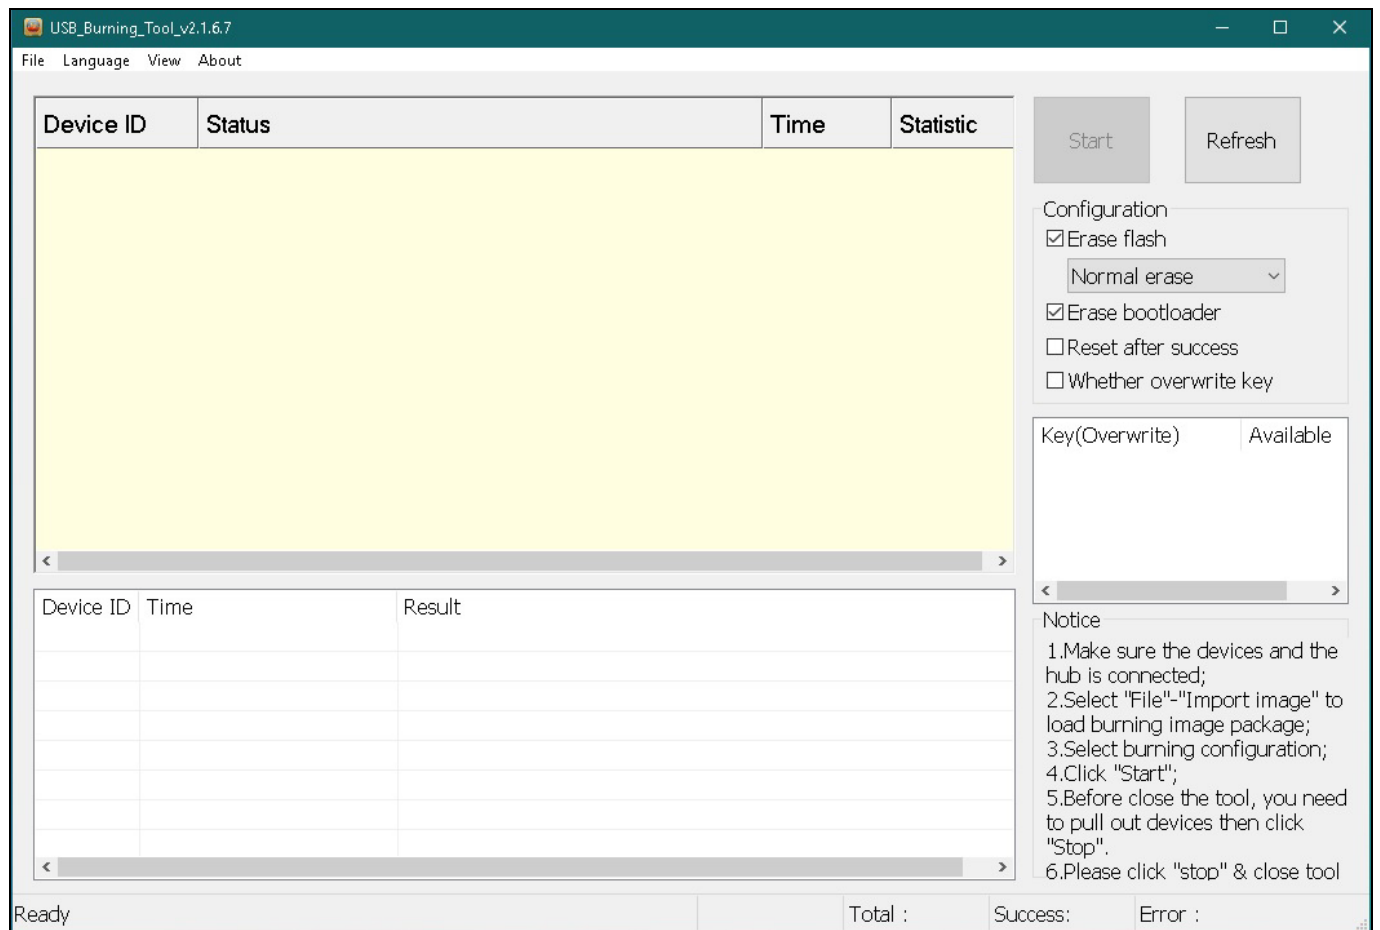 USB_Burning_Tool_v2.1.6.7
File Language View About
Device ID Status Time Statistic
Start Refresh
Configuration
Erase flash
Normal erase
Erase bootloader
Reset after success
Whether overwrite key
Key(Overwrite) Available
Device ID Time Result
Notice
1.Make sure the devices and the
hub is connected;
2.Select "File"-"Import image" to
load burning image package;
3.Select burning configuration;
4.Click "Start";
5.Before close the tool, you need
to pull out devices then click
"Stop".
6.Please click "stop" & close tool
Ready Total : Success: Error :